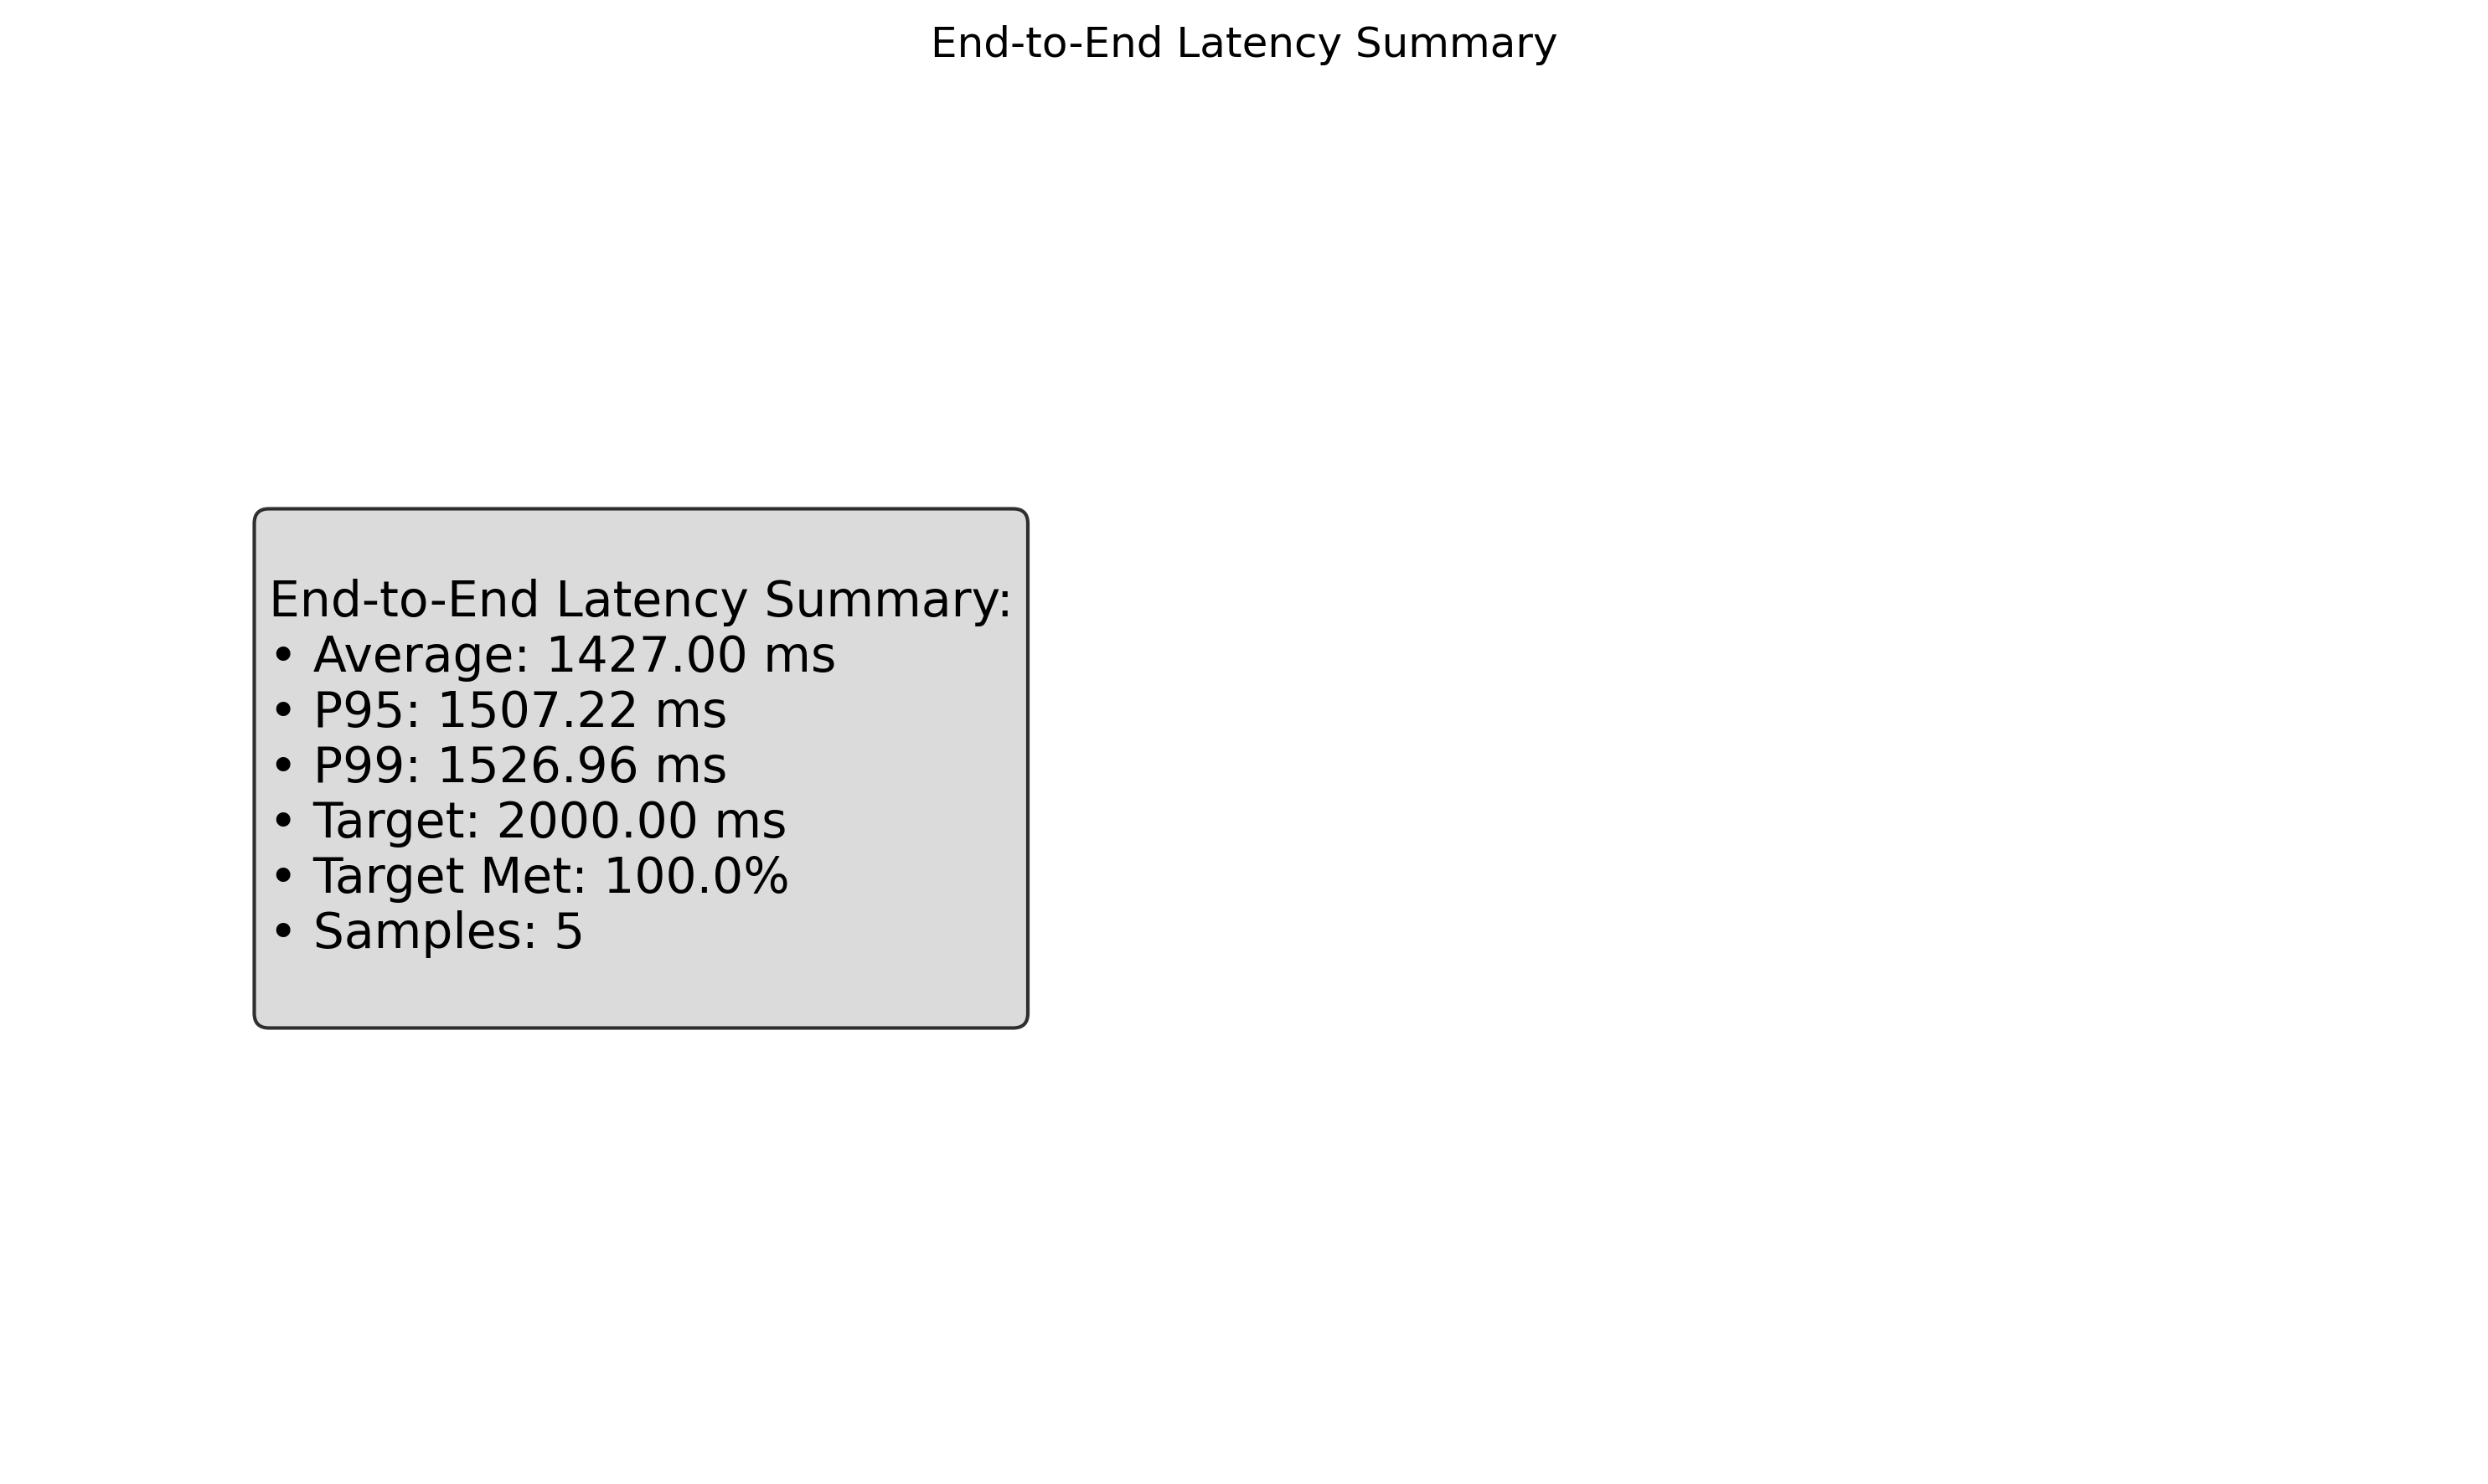 End-to-End Latency Summary
End-to-End Latency Summary:
• Average: 1427.00 ms
• P95: 1507.22 ms
• P99: 1526.96 ms
• Target: 2000.00 ms
• Target Met: 100.0%
• Samples: 5